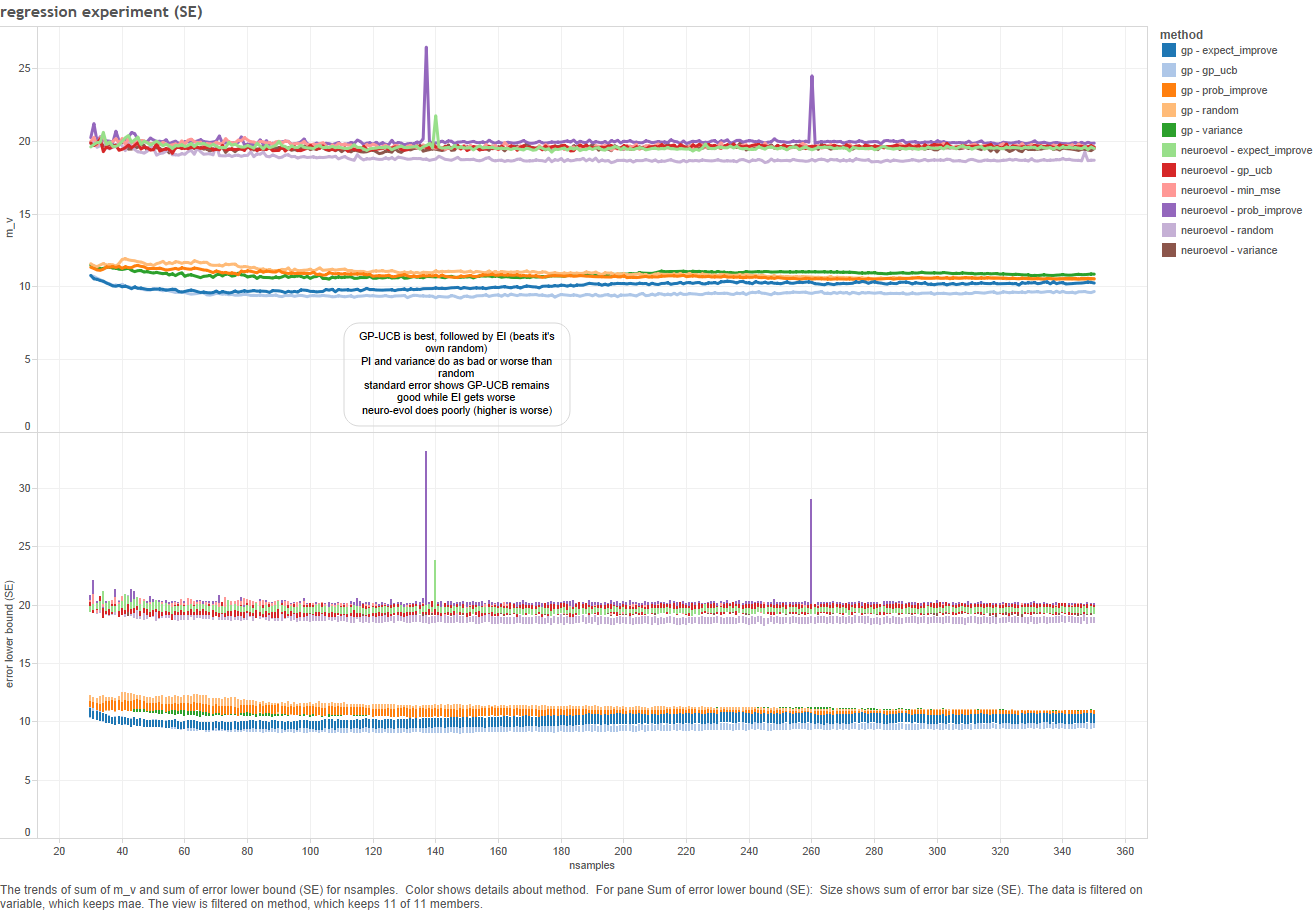 regression experiment (SE)
method
gp - expect_improve
gp - gp_ucb
gp - prob_improve
gp - random
gp - variance
neuroevol - expect_improve
neuroevol - gp_ucb
neuroevol - min_mse
neuroevol - prob_improve
neuroevol - random
neuroevol - variance
25
20
15
10
5
0
m_v
GP-UCB is best, followed by EI (beats it's
own random)
PI and variance do as bad or worse than
random
standard error shows GP-UCB remains
good while EI gets worse
neuro-evol does poorly (higher is worse)
30
25
20
15
10
5
0
error lower bound (SE)
20 40 60 80 100 120 140 160 180 200 220 240 260 280 300 320 340 360
nsamples
The trends of sum of m_v and sum of error lower bound (SE) for nsamples.  Color shows details about method.  For pane Sum of error lower bound (SE):  Size shows sum of error bar size (SE). The data is filtered on
variable, which keeps mae. The view is filtered on method, which keeps 11 of 11 members.